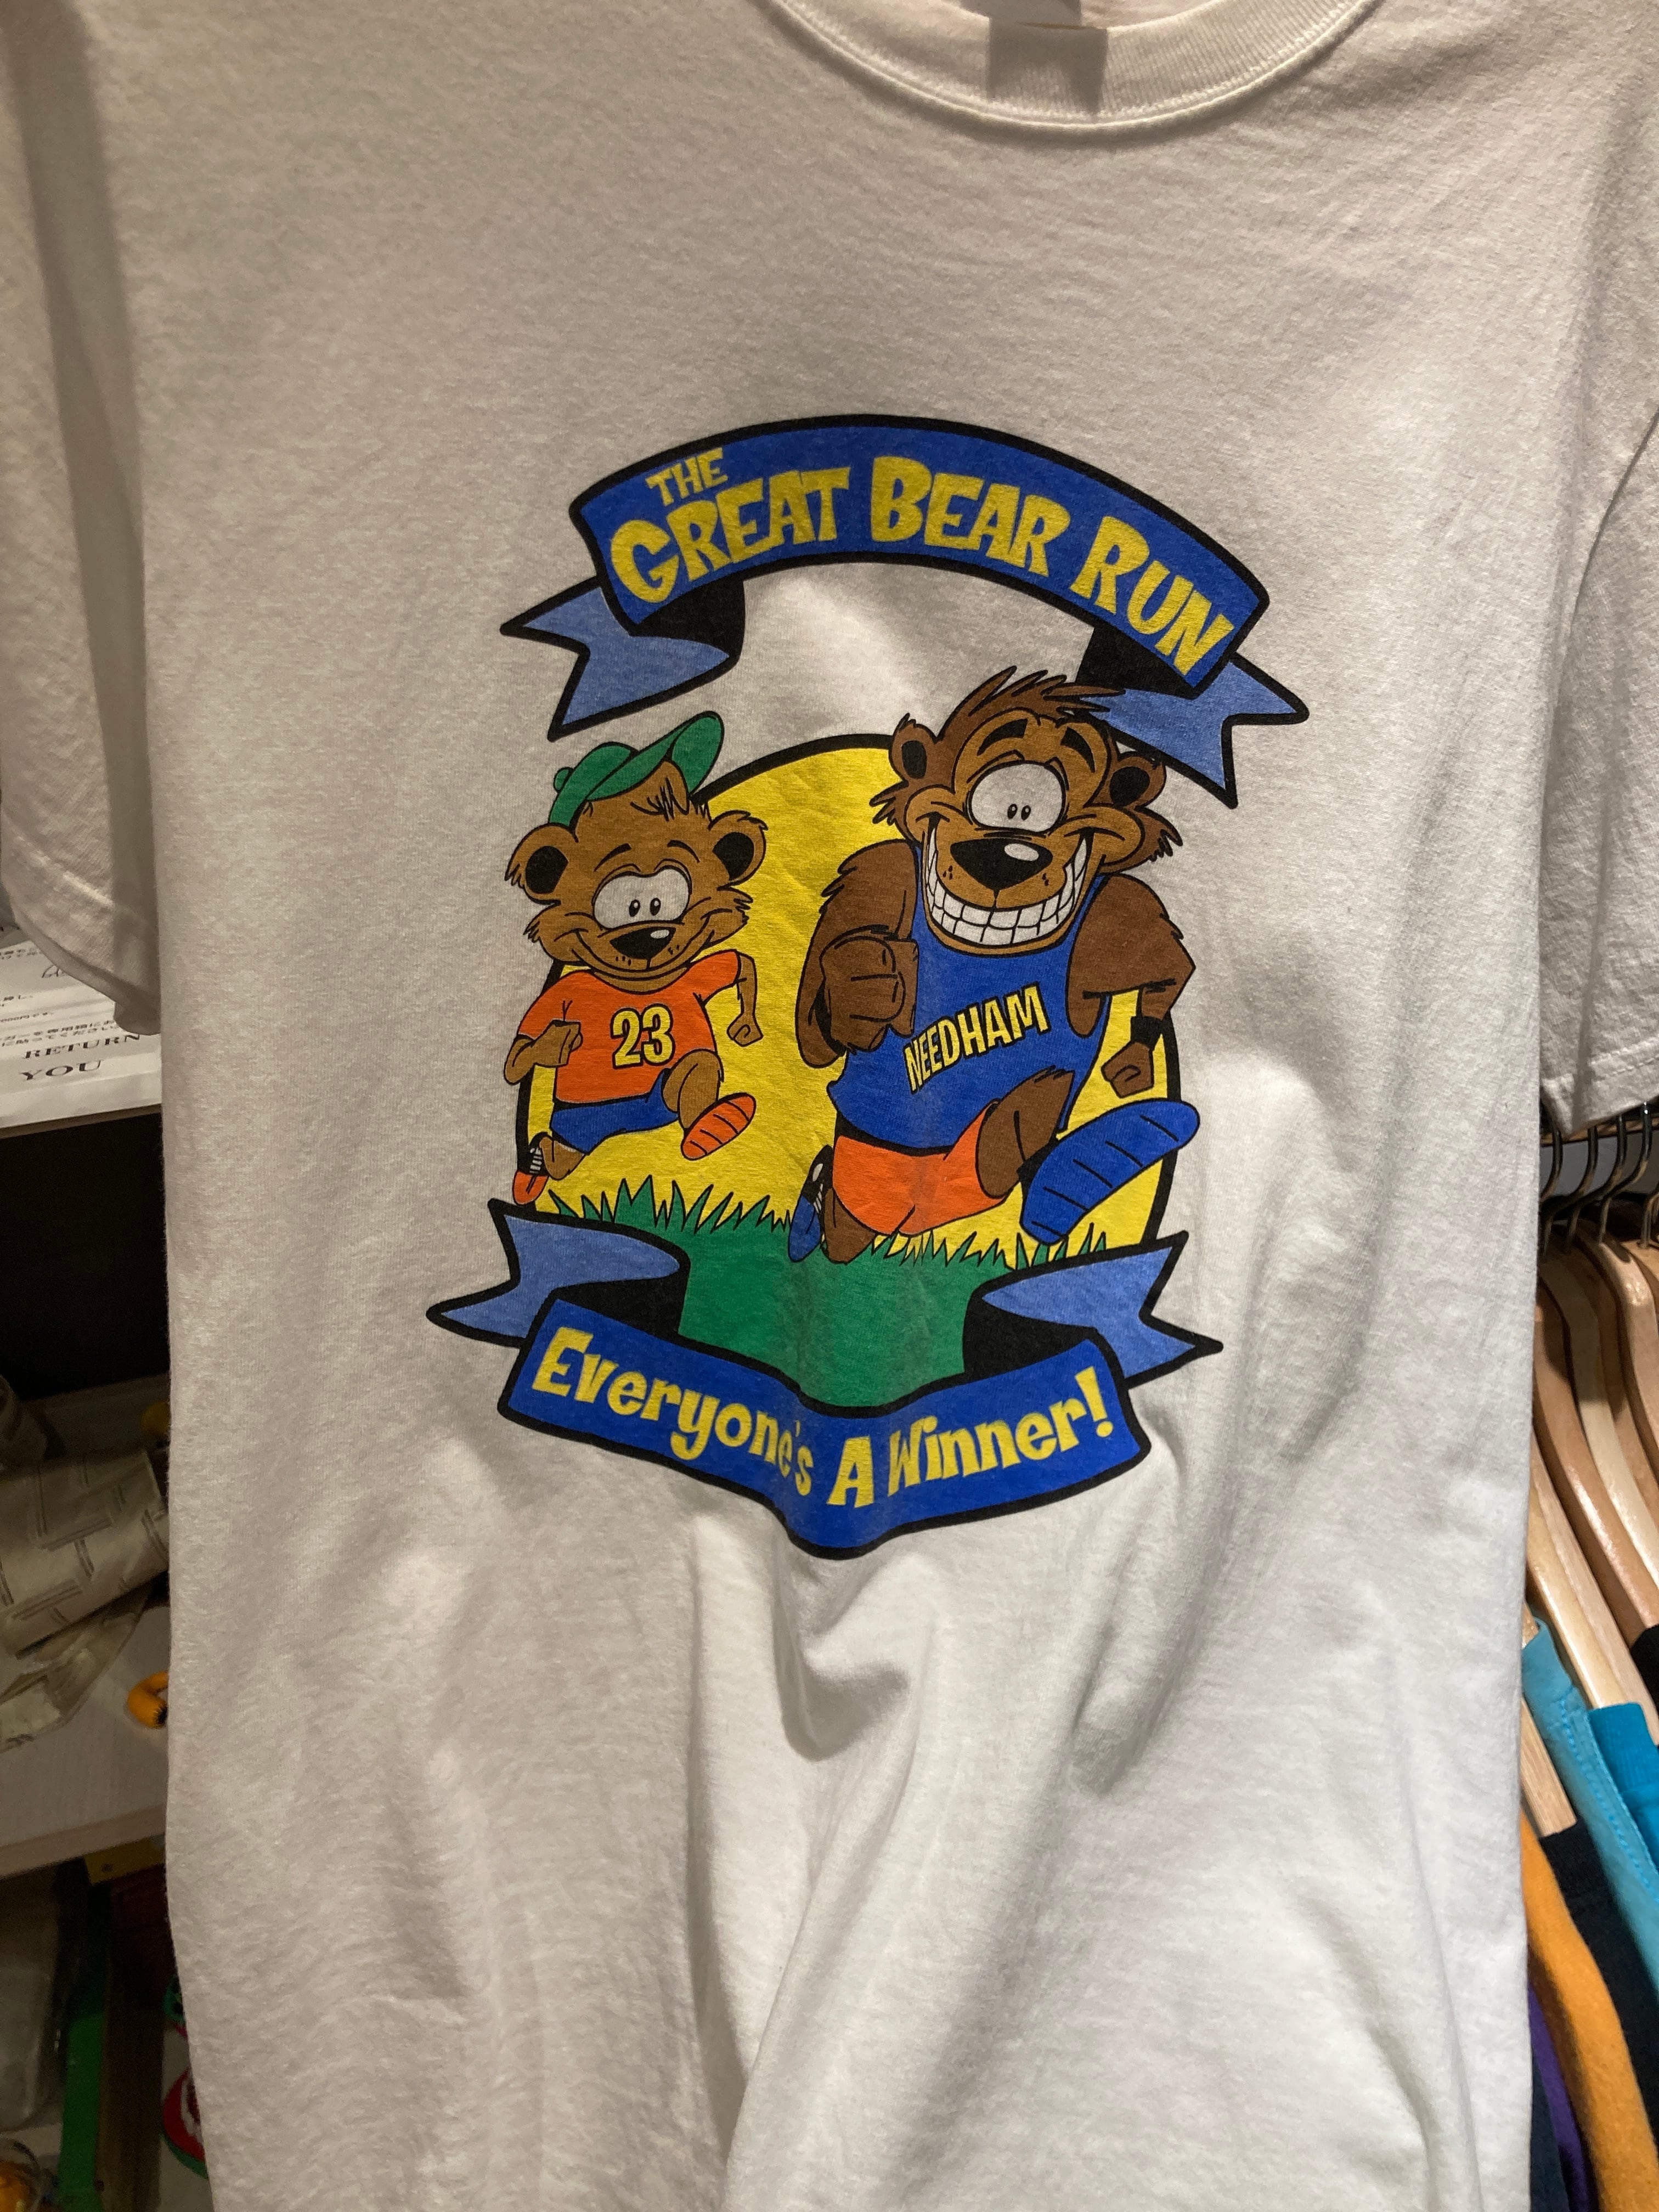 THE
GREAT BEAR RUN
23
NEEDHAM
Everyone's A Winner!
RETURN
YOU